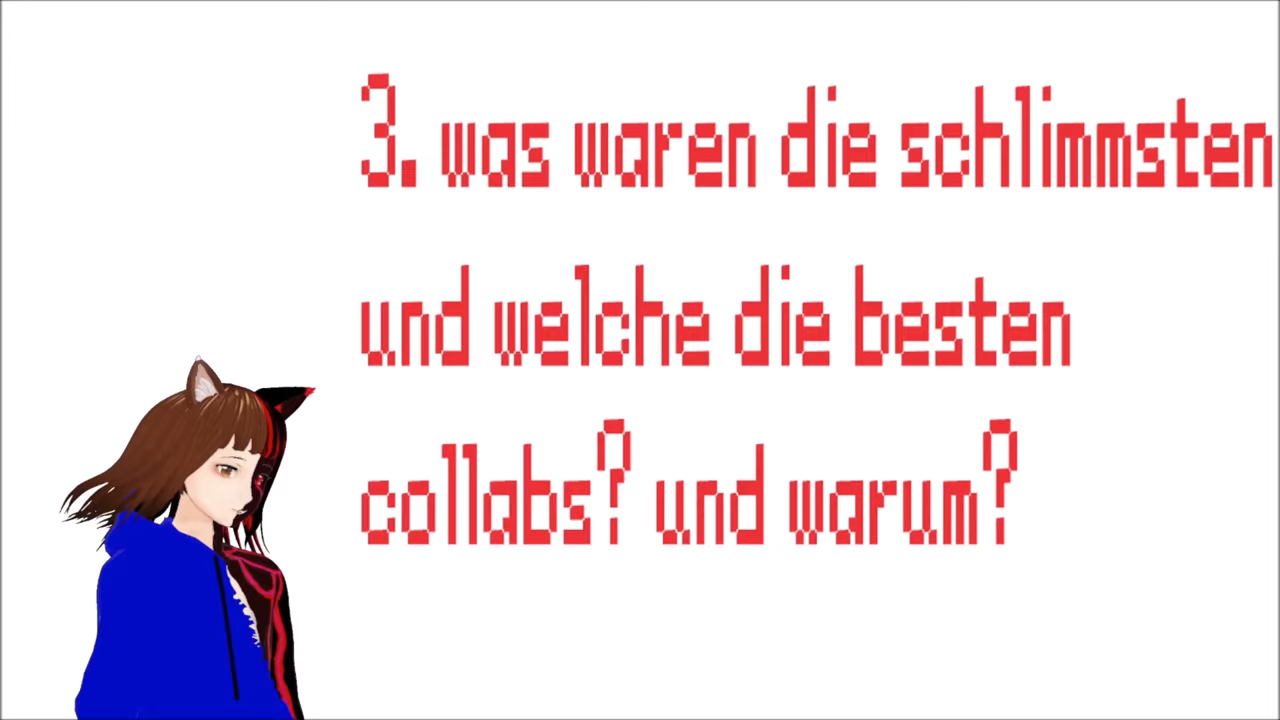 3. was waren die schlimmsten
und welche die besten
collabs? und warum?